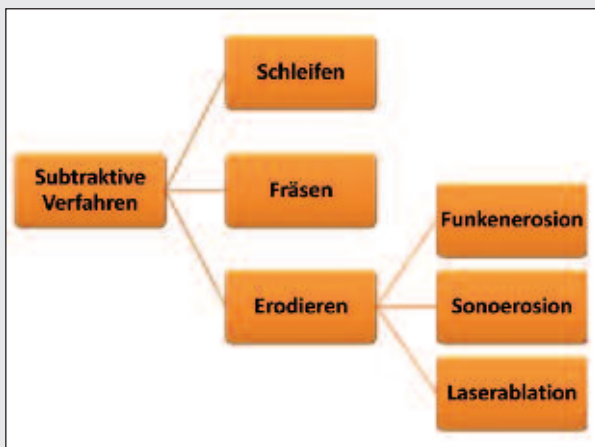 Subtraktive
Verfahren
Schleifen
Fräsen
Erodieren
Funkenerosion
Sonoerosion
Laserablation